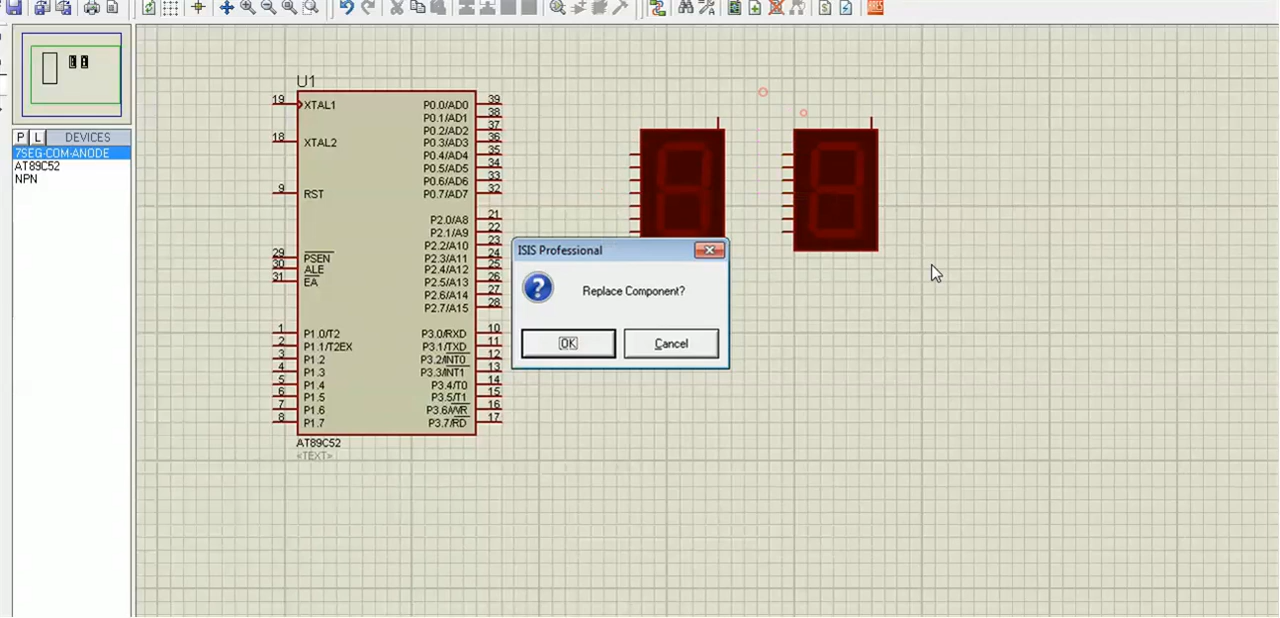 U1
19 XTAL1 P0.0/AD0 39
P0.1/AD1 38
P0.2/AD2 37
18 XTAL2 P0.3/AD3 36
P0.4/AD4 35
P0.5/AD5 34
P0.6/AD6 33
9 RST P0.7/AD7 32
P2.0/A8 21
P2.1/A9 22
P2.2/A10 23
29 PSEN P2.3/A11 24
30 ALE P2.4/A12 25
31 EA P2.5/A13 26
P2.6/A14 27
P2.7/A15 28
1 P1.0/T2 P3.0/RXD 10
2 P1.1/T2EX P3.1/TXD 11
3 P1.2 P3.2/INT0 12
4 P1.3 P3.3/INT1 13
5 P1.4 P3.4/T0 14
6 P1.5 P3.5/T1 15
7 P1.6 P3.6/WR 16
8 P1.7 P3.7/RD 17
AT89C52
<TEXT>
P L DEVICES
7SEG-COM-ANODE
AT89C52
NPN
ISIS Professional
Replace Component?
OK Cancel
ARES